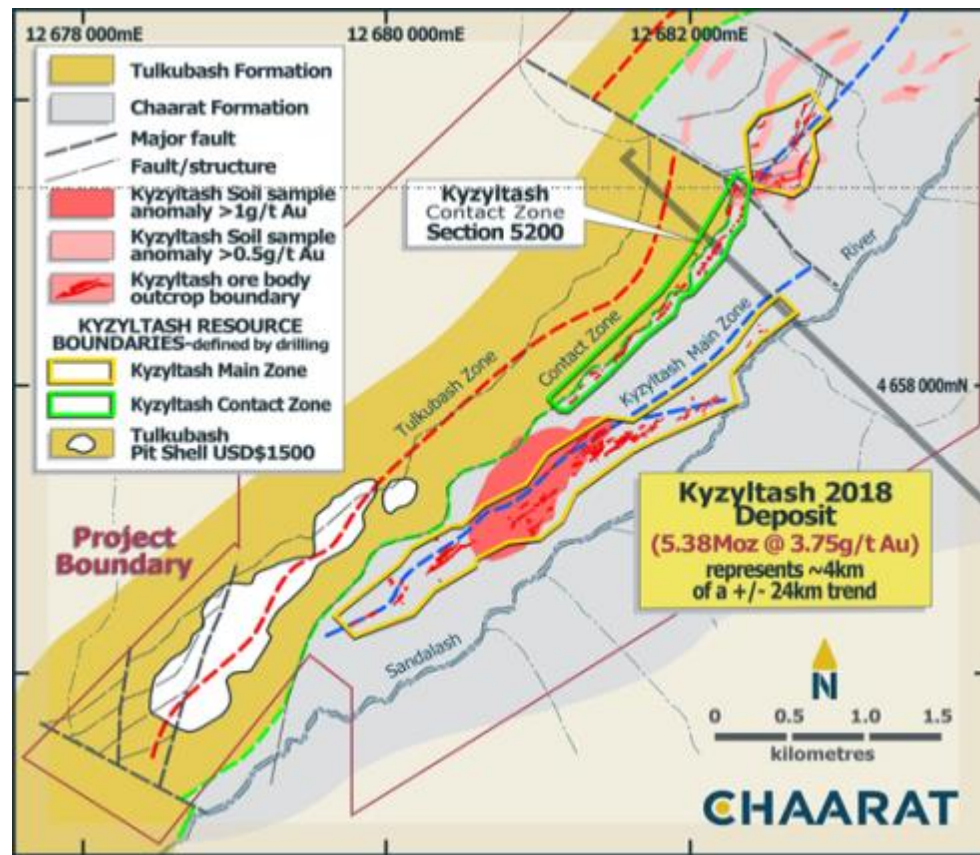 12 678 000mE
12 680 000mE
12 682 000mE
Tulkubash Formation
Chaarat Formation
Major fault
Fault/structure
Kyzyltash Soil sample
anomaly >1g/t Au
Kyzyltash Soil sample
anomaly >0.5g/t Au
Kyzyltash ore body
outcrop boundary
KYZYLTASH RESOURCE
BOUNDARIES-defined by drilling
Kyzyltash Main Zone
Kyzyltash Contact Zone
Tulkubash
Pit Shell USD$1500
Kyzyltash
Contact Zone
Section 5200
River
Contact Zone
Kyzyltash Main Zone
Tulkubash Zone
4 658 000mN
Project
Boundary
Sandalash
Kyzyltash 2018
Deposit
(5.38Moz @ 3.75g/t Au)
represents ~4km
of a +/- 24km trend
N
0 0.5 1.0 1.5
kilometres
CHAARAT